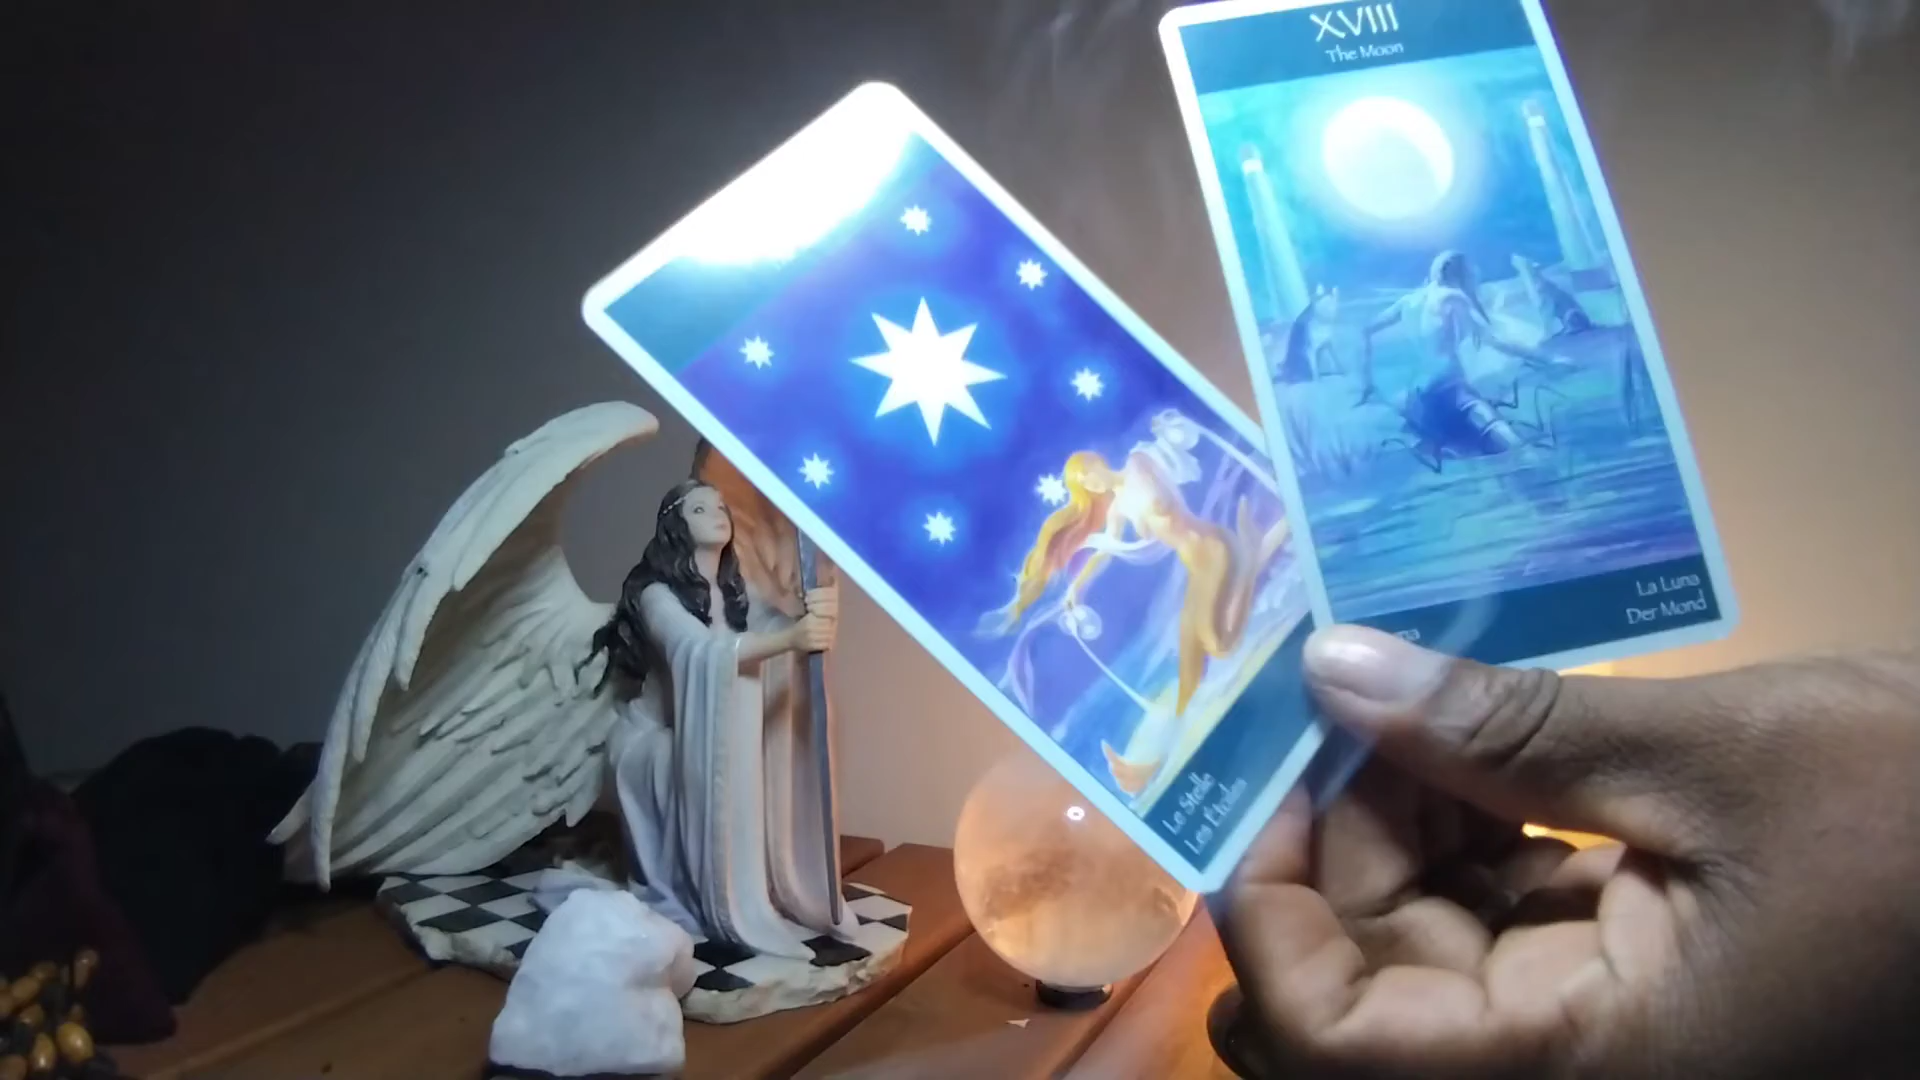 XVIII
The Moon
La Luna
Der Mond
Le Stelle
Les Étoiles